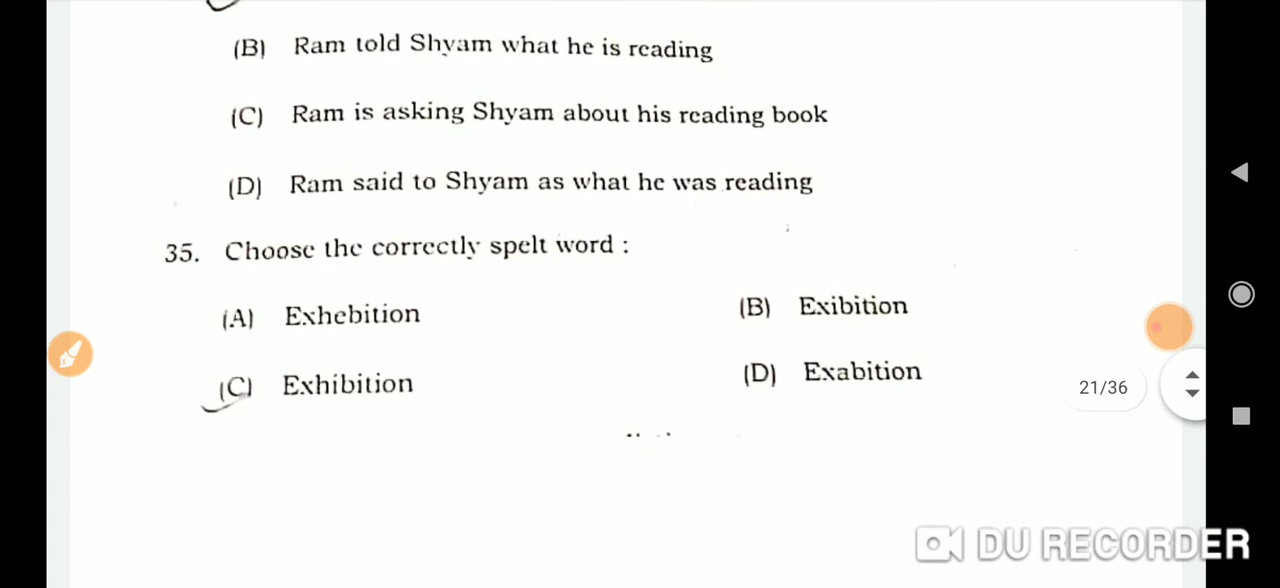 (B) Ram told Shyam what he is reading
(C) Ram is asking Shyam about his reading book
(D) Ram said to Shyam as what he was reading
35. Choose the correctly spelt word :
(A) Exhebition (B) Exibition
(C) Exhibition (D) Exabition
21/36
DU RECORDER